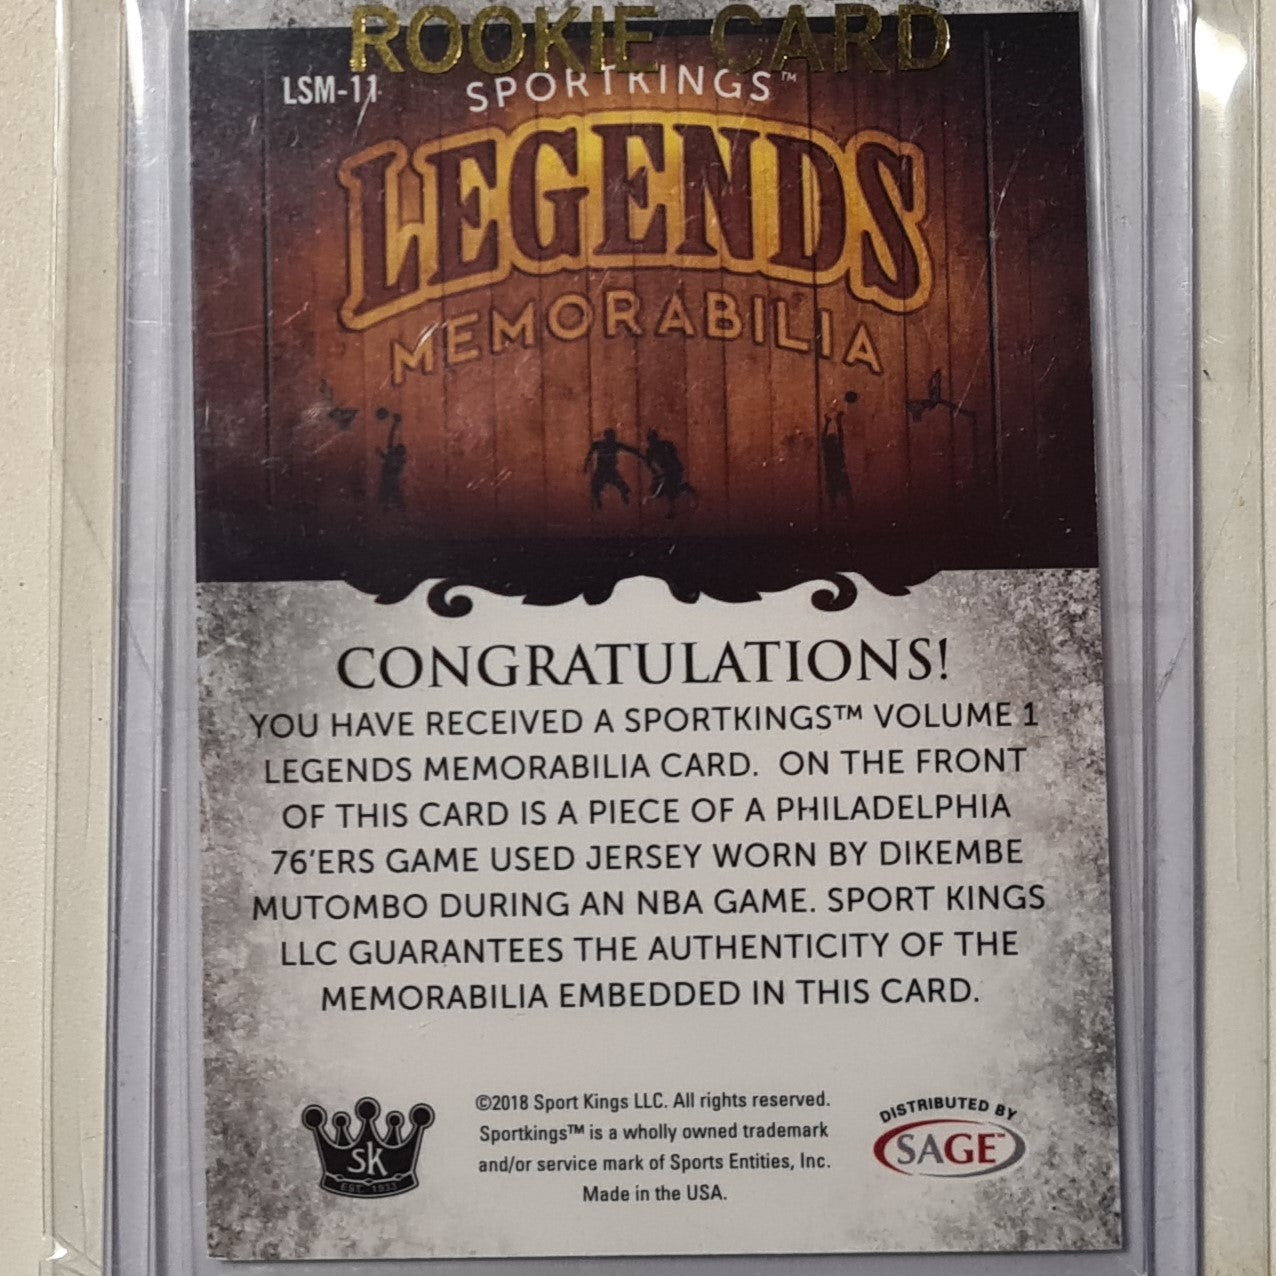 ROOKIE CARD
LSM-11
SPORTKINGS™
LEGENDS
MEMORABILIA
CONGRATULATIONS!
YOU HAVE RECEIVED A SPORTKINGS™ VOLUME 1
LEGENDS MEMORABILIA CARD. ON THE FRONT
OF THIS CARD IS A PIECE OF A PHILADELPHIA
76'ERS GAME USED JERSEY WORN BY DIKEMBE
MUTOMBO DURING AN NBA GAME. SPORT KINGS
LLC GUARANTEES THE AUTHENTICITY OF THE
MEMORABILIA EMBEDDED IN THIS CARD.
SK
EST. 1933
©2018 Sport Kings LLC. All rights reserved.
Sportkings™ is a wholly owned trademark
and/or service mark of Sports Entities, Inc.
Made in the USA.
DISTRIBUTED BY
SAGE™